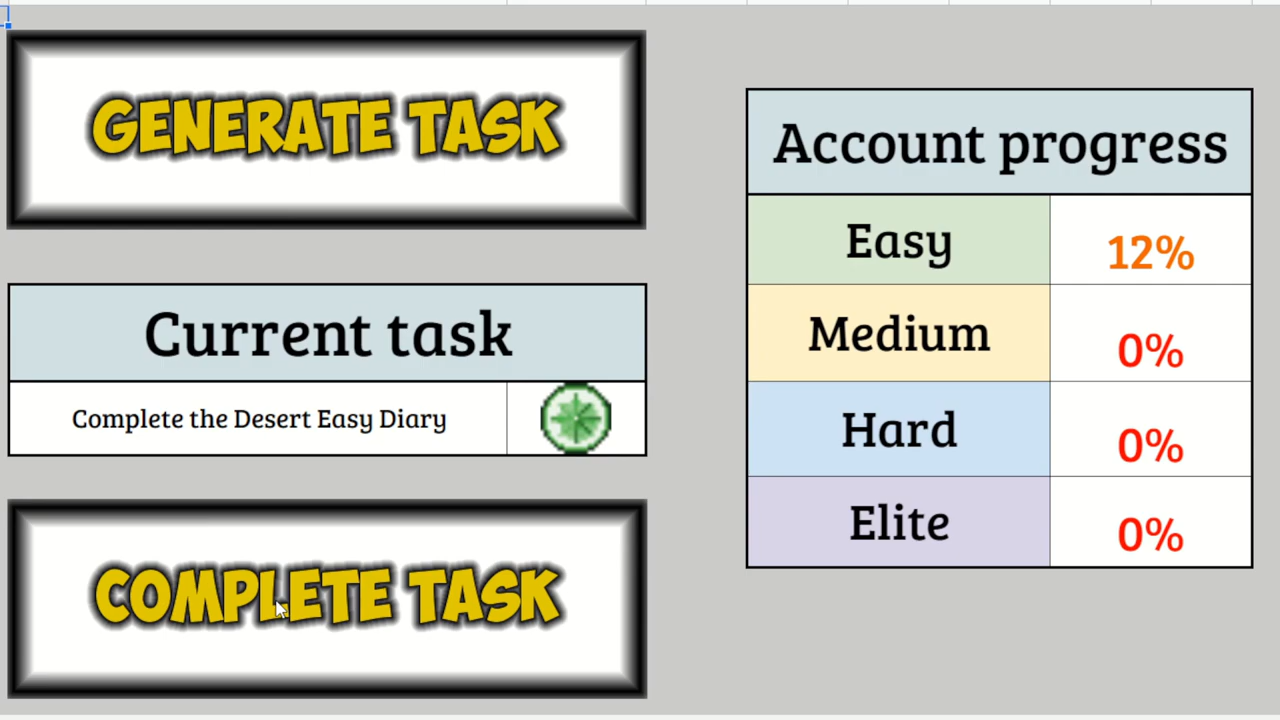 GENERATE TASK
Current task
Complete the Desert Easy Diary
COMPLETE TASK
Account progress
Easy 12%
Medium 0%
Hard 0%
Elite 0%